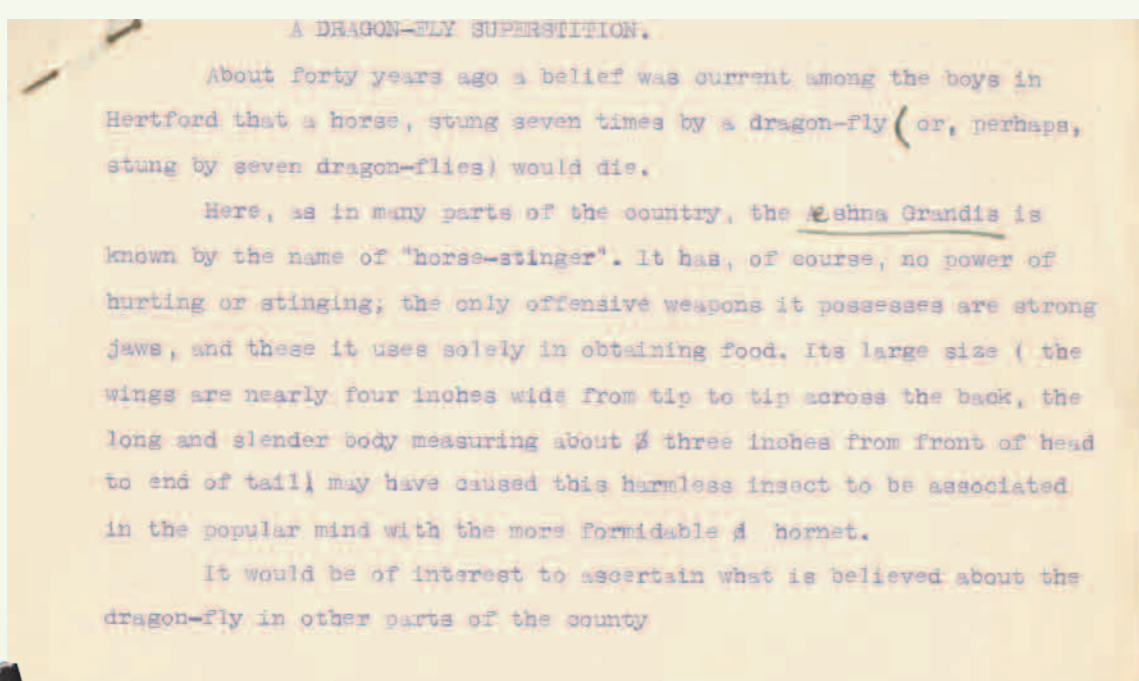 A DRAGON-FLY SUPERSTITION.
About forty years ago a belief was current among the boys in
Hertford that a horse, stung seven times by a dragon-fly ( or, perhaps,
stung by seven dragon-flies) would die.
Here, as in many parts of the country, the Æshna Grandis is
known by the name of "horse-stinger". It has, of course, no power of
hurting or stinging; the only offensive weapons it possesses are strong
jaws, and these it uses solely in obtaining food. Its large size ( the
wings are nearly four inches wide from tip to tip across the back, the
long and slender body measuring about three inches from front of head
to end of tail) may have caused this harmless insect to be associated
in the popular mind with the more formidable hornet.
It would be of interest to ascertain what is believed about the
dragon-fly in other parts of the county